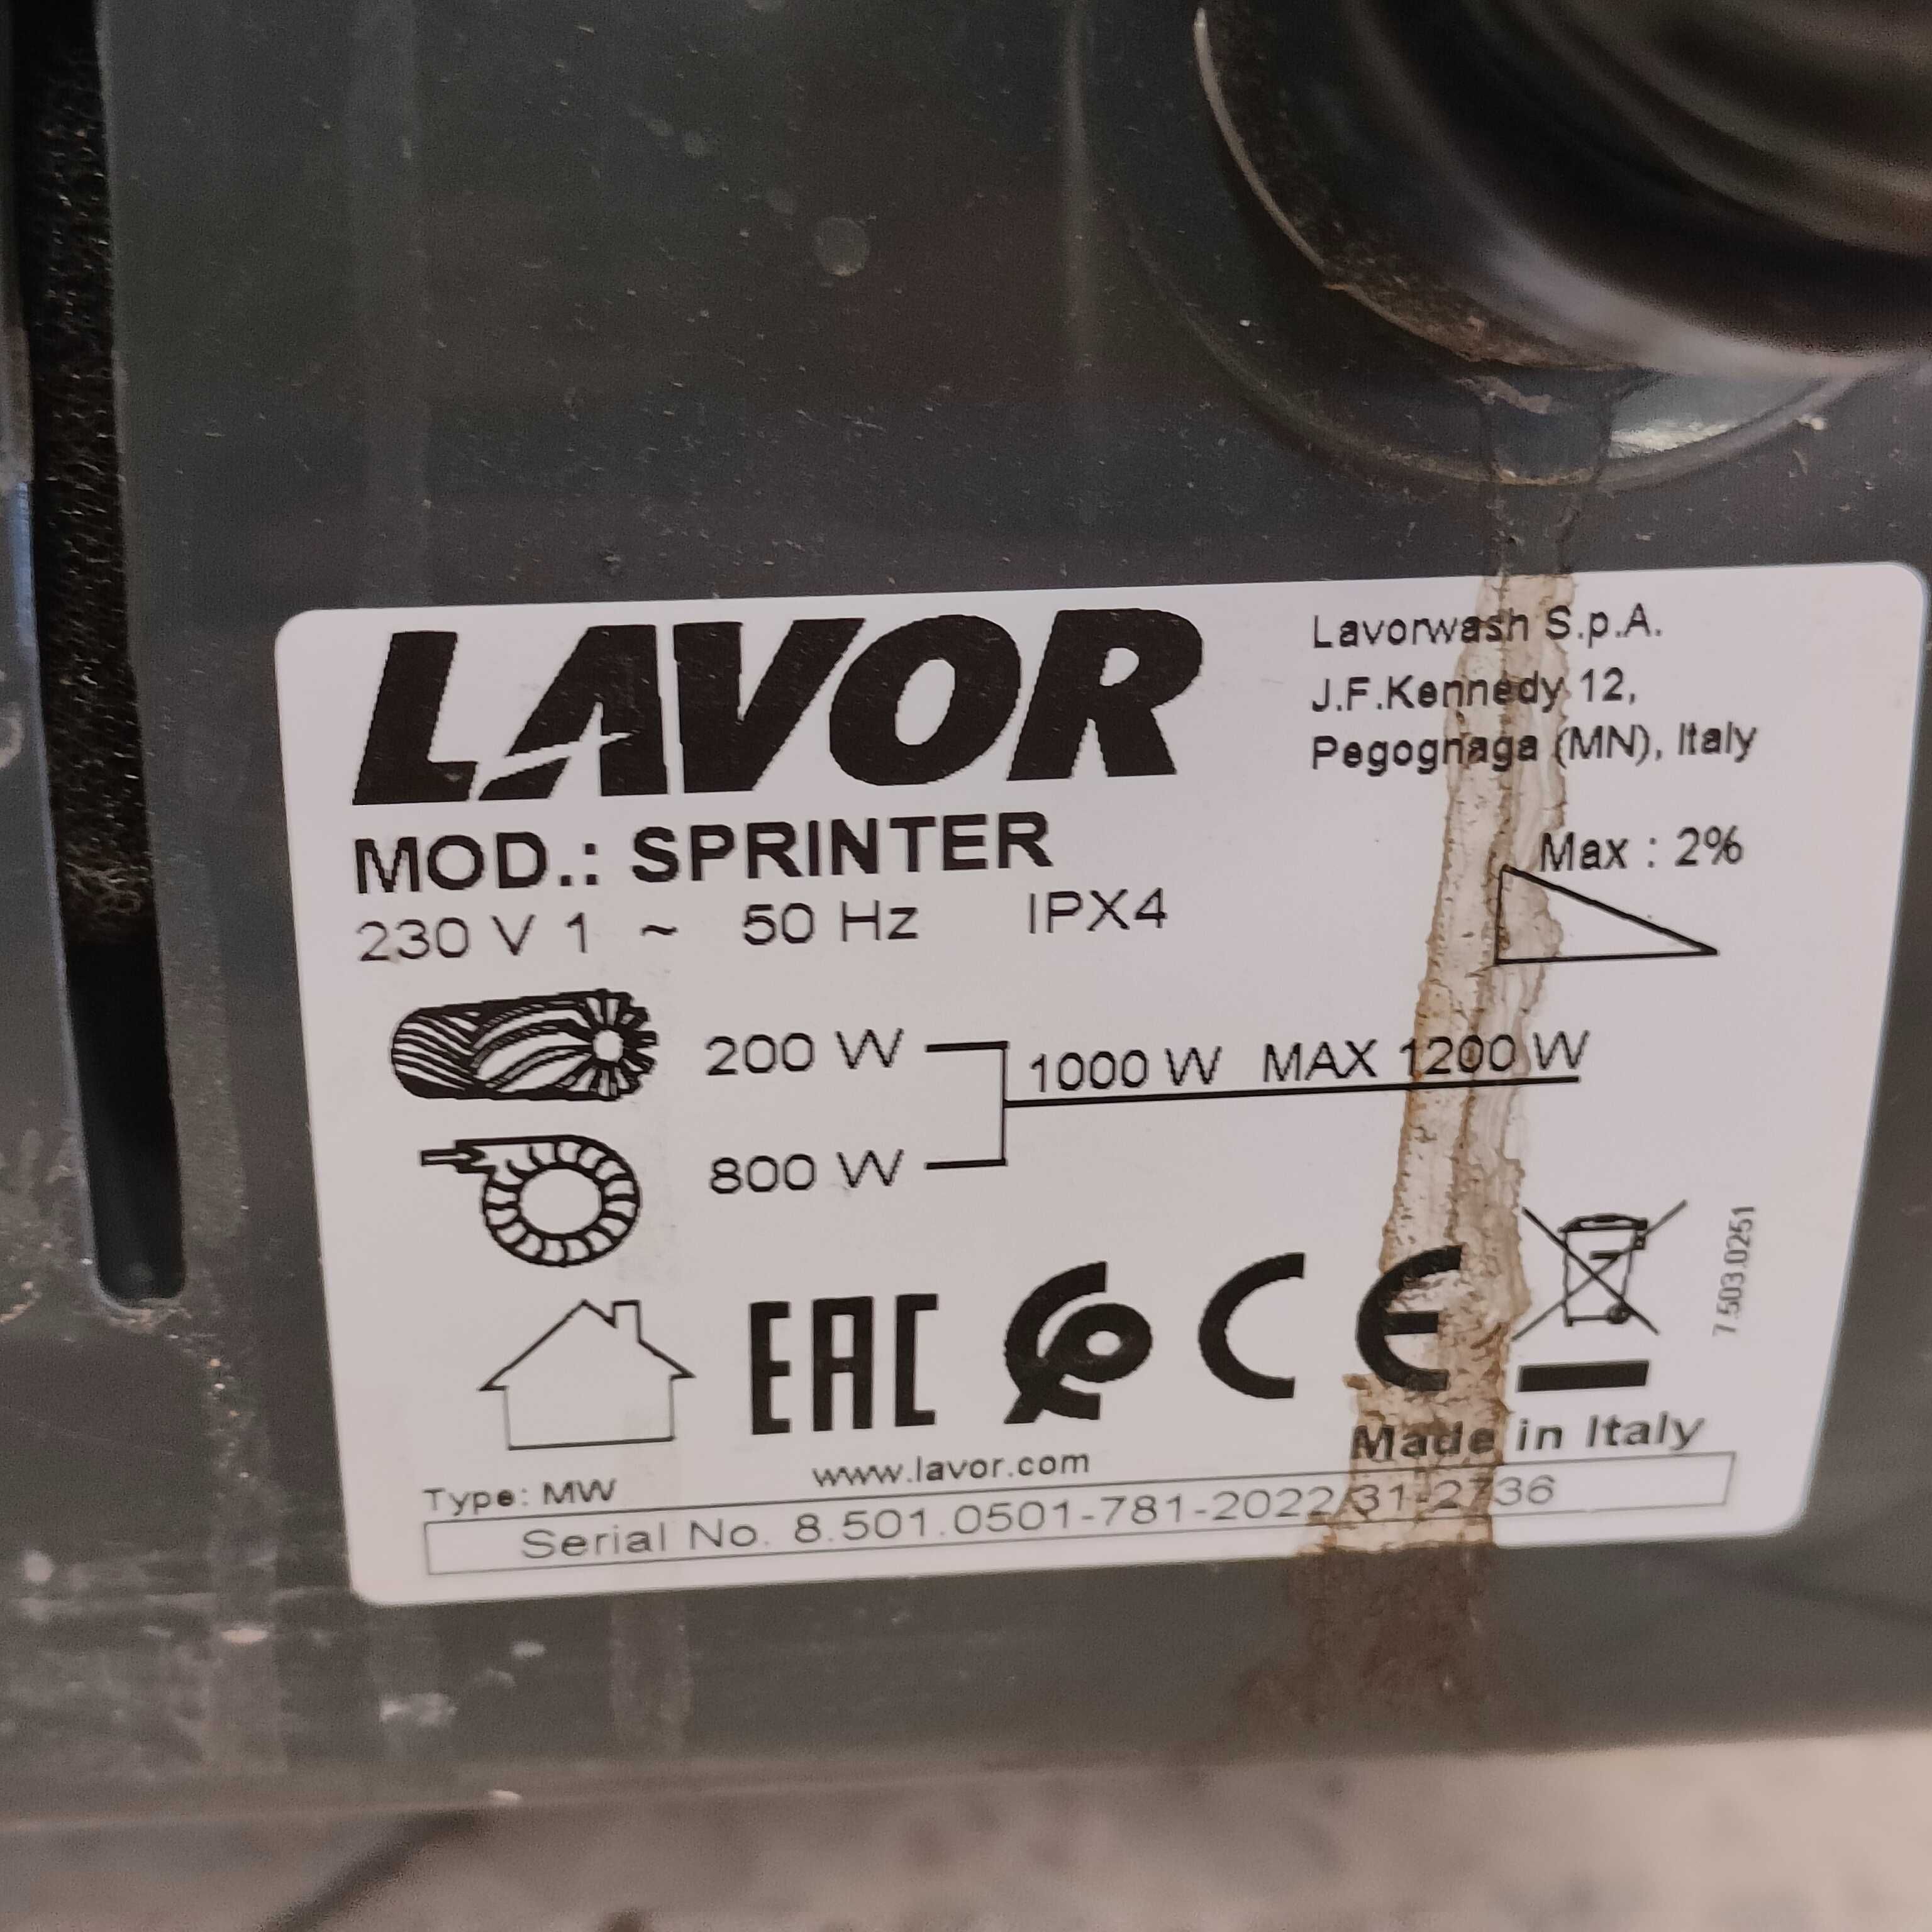 LAVOR
Lavorwash S.p.A.
J.F.Kennedy 12,
Pegognaga (MN), Italy
MOD.: SPRINTER
Max : 2%
230 V 1 ~ 50 Hz IPX4
200 W
1000 W MAX 1200 W
800 W
7.503.0251
EAC
CE
Made in Italy
www.lavor.com
Type: MW
Serial No. 8.501.0501-781-2022/31-2736